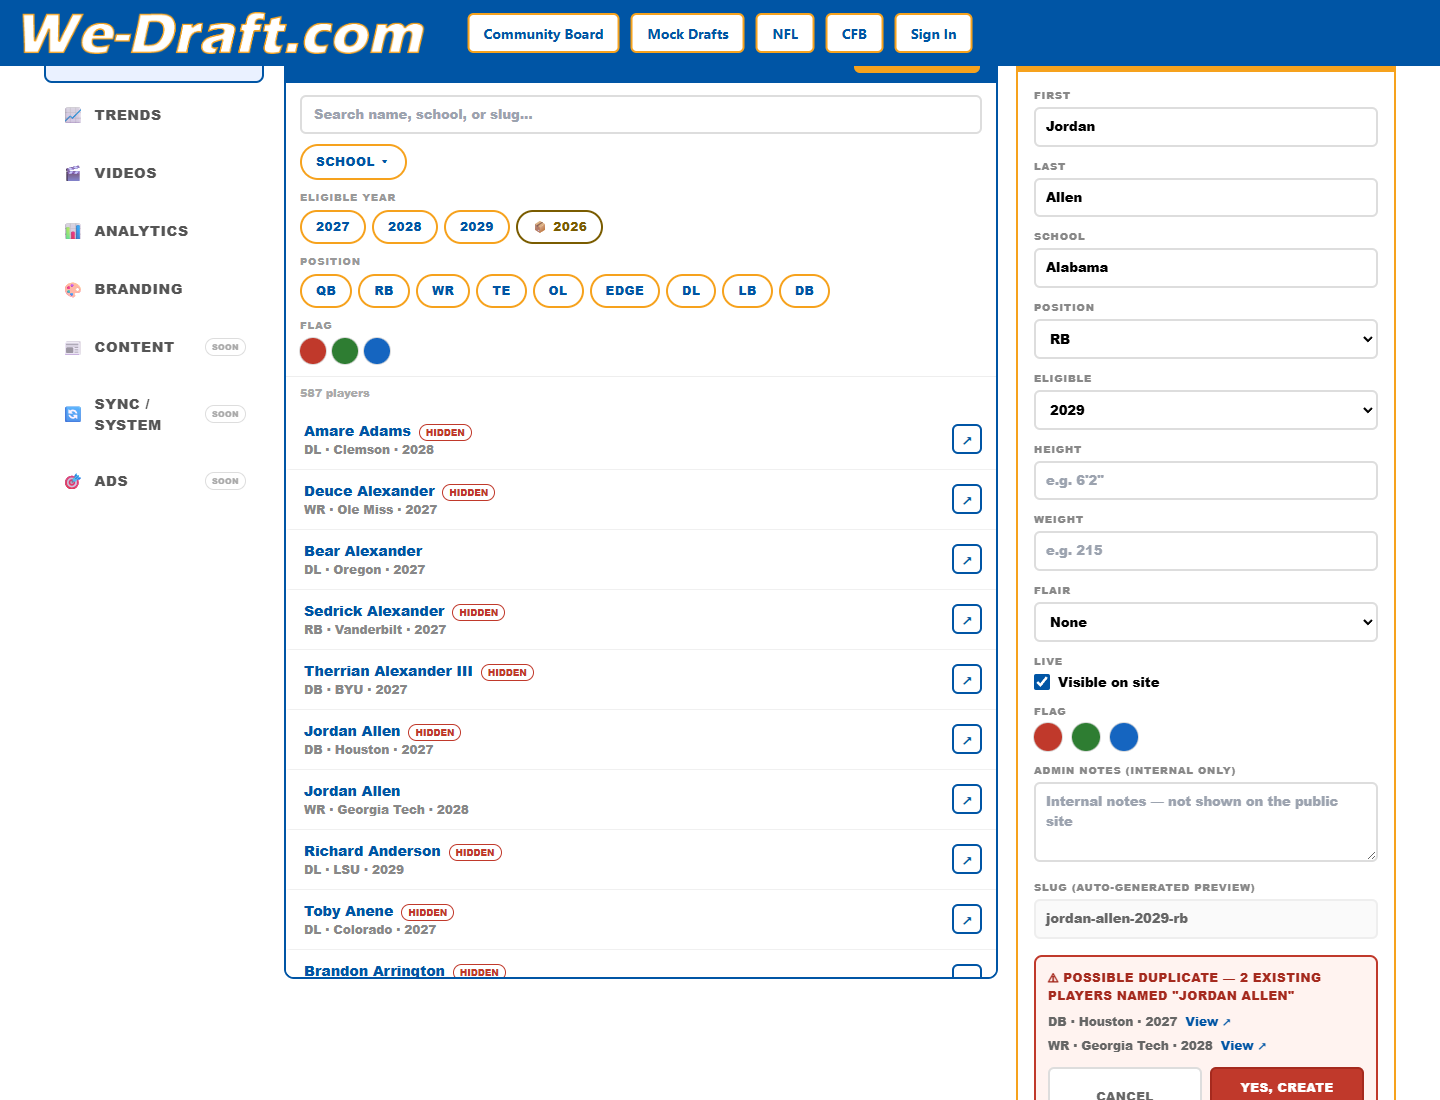 We-Draft.com
Community Board
Mock Drafts
NFL
CFB
Sign In
TRENDS
VIDEOS
ANALYTICS
BRANDING
CONTENT
SOON
SYNC /
SYSTEM
SOON
ADS
SOON
Search name, school, or slug...
SCHOOL
ELIGIBLE YEAR
2027
2028
2029
2026
POSITION
QB
RB
WR
TE
OL
EDGE
DL
LB
DB
FLAG
587 players
Amare Adams HIDDEN
DL · Clemson · 2028
Deuce Alexander HIDDEN
WR · Ole Miss · 2027
Bear Alexander
DL · Oregon · 2027
Sedrick Alexander HIDDEN
RB · Vanderbilt · 2027
Therrian Alexander III HIDDEN
DB · BYU · 2027
Jordan Allen HIDDEN
DB · Houston · 2027
Jordan Allen
WR · Georgia Tech · 2028
Richard Anderson HIDDEN
DL · LSU · 2029
Toby Anene HIDDEN
DL · Colorado · 2027
Brandon Arrington HIDDEN
FIRST
Jordan
LAST
Allen
SCHOOL
Alabama
POSITION
RB
ELIGIBLE
2029
HEIGHT
e.g. 6'2"
WEIGHT
e.g. 215
FLAIR
None
LIVE
Visible on site
FLAG
ADMIN NOTES (INTERNAL ONLY)
Internal notes — not shown on the public
site
SLUG (AUTO-GENERATED PREVIEW)
jordan-allen-2029-rb
⚠ POSSIBLE DUPLICATE — 2 EXISTING
PLAYERS NAMED "JORDAN ALLEN"
DB · Houston · 2027 View ↗
WR · Georgia Tech · 2028 View ↗
CANCEL
YES, CREATE